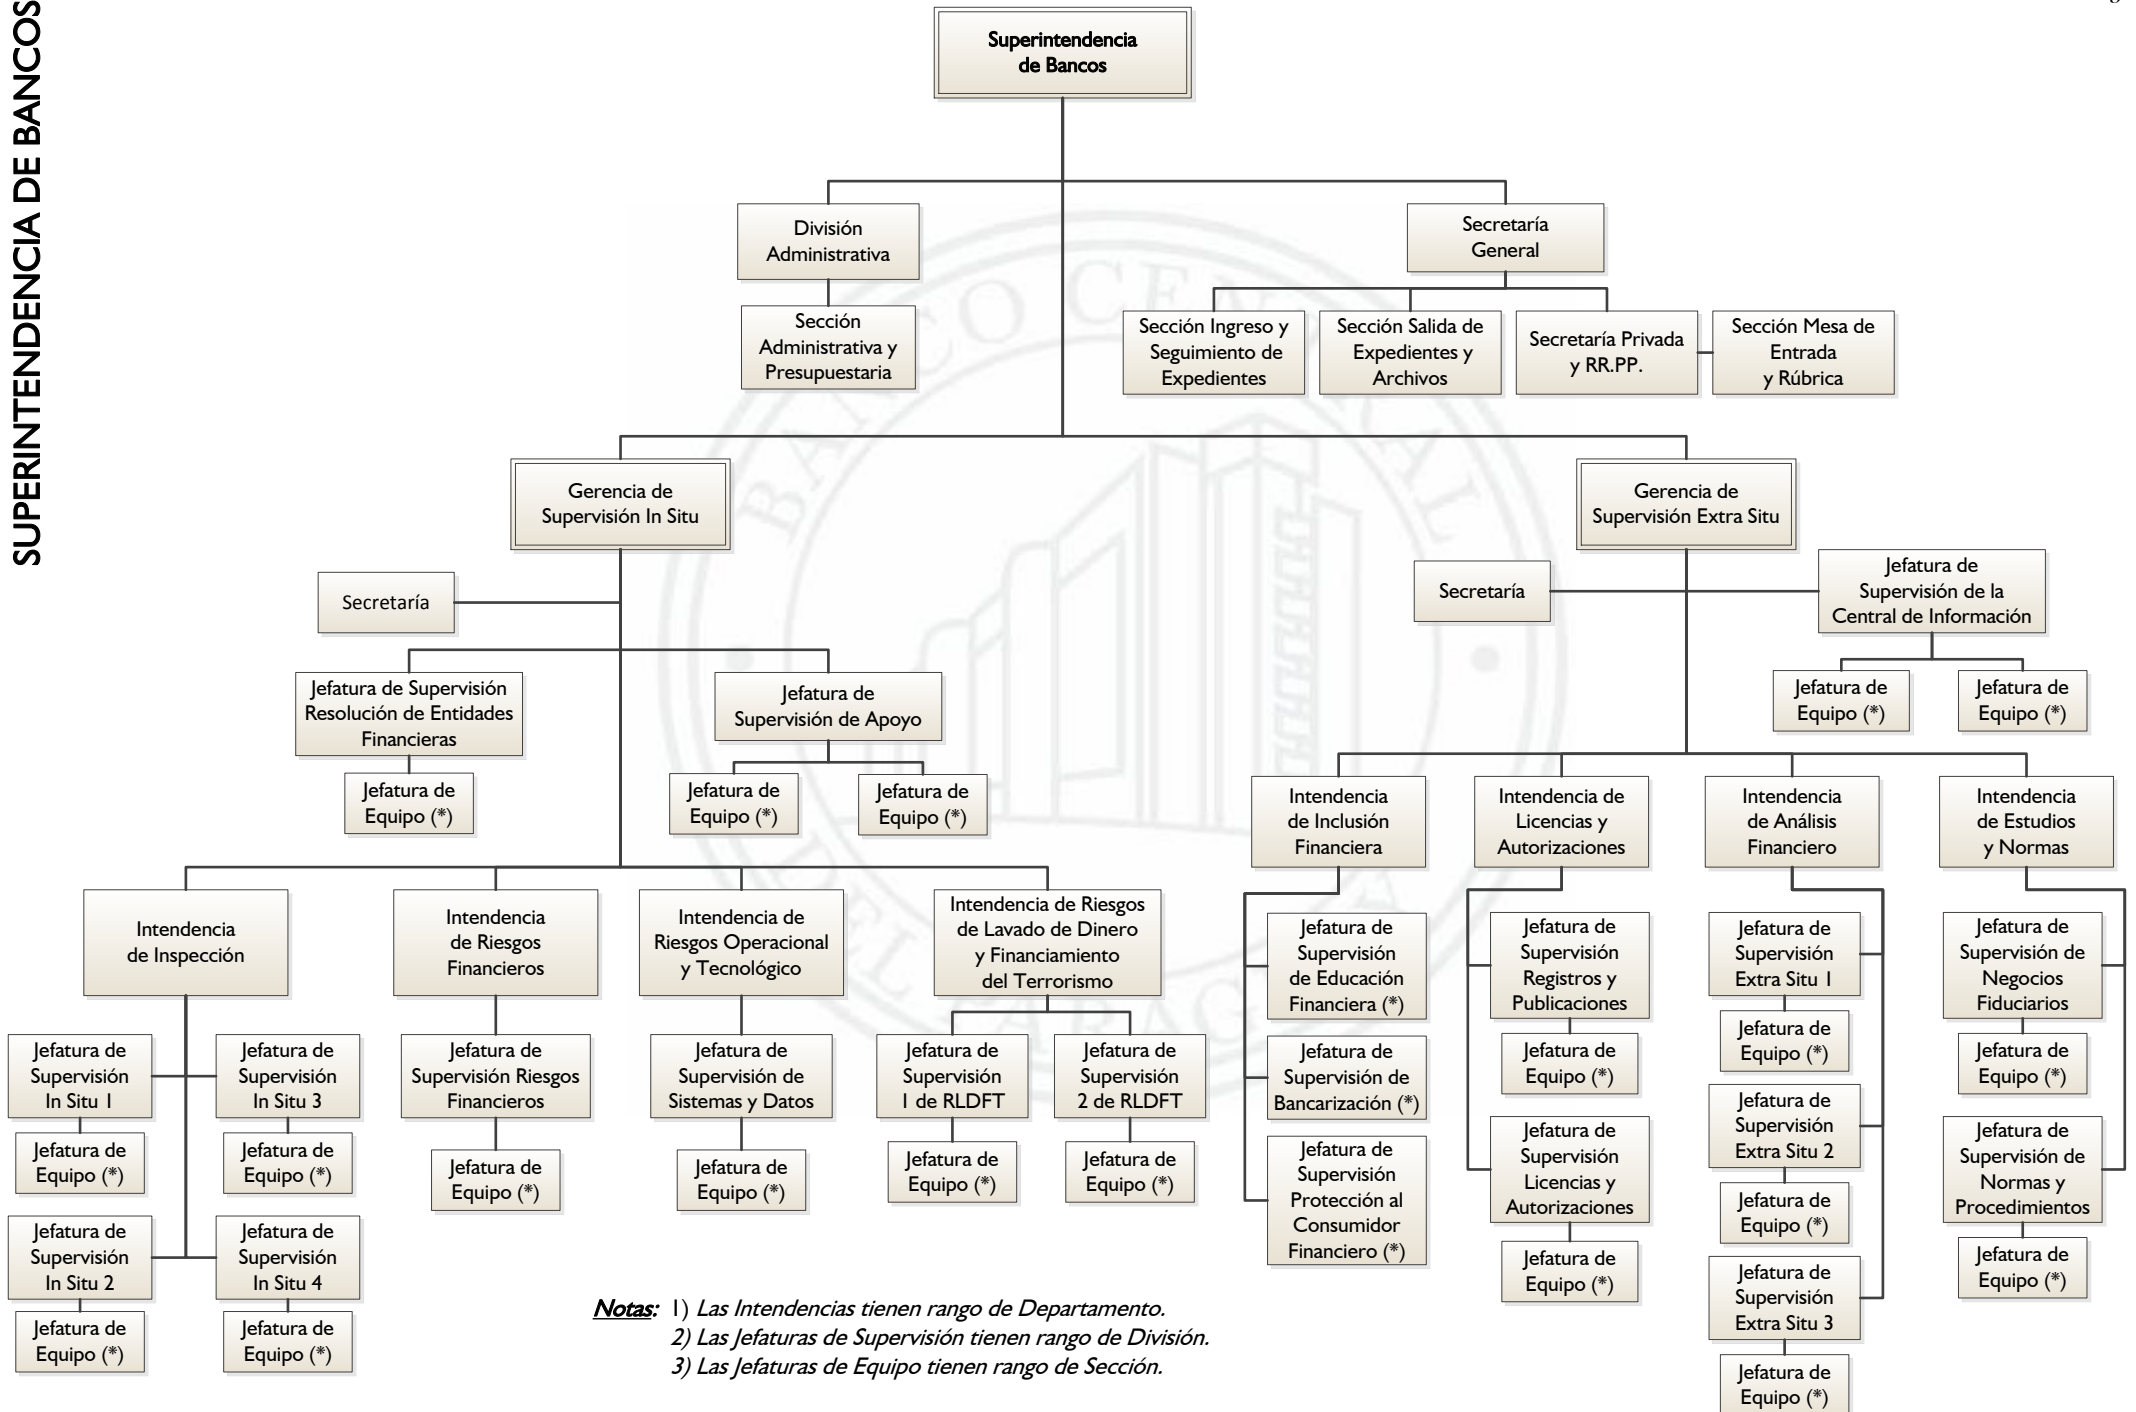 SUPERINTENDENCIA DE BANCOS
Superintendencia
de Bancos
División
Administrativa
Secretaría
General
Sección
Administrativa y
Presupuestaria
Sección Ingreso y
Seguimiento de
Expedientes
Sección Salida de
Expedientes y
Archivos
Secretaría Privada
y RR.PP.
Sección Mesa de
Entrada
y Rúbrica
Gerencia de
Supervisión In Situ
Gerencia de
Supervisión Extra Situ
Secretaría
Jefatura de Supervisión
Resolución de Entidades
Financieras
Jefatura de
Equipo (*)
Jefatura de
Supervisión de Apoyo
Jefatura de
Equipo (*)
Jefatura de
Equipo (*)
Secretaría
Jefatura de
Supervisión de la
Central de Información
Jefatura de
Equipo (*)
Jefatura de
Equipo (*)
Intendencia
de Inspección
Jefatura de
Supervisión
In Situ 1
Jefatura de
Equipo (*)
Jefatura de
Supervisión
In Situ 3
Jefatura de
Equipo (*)
Jefatura de
Supervisión
In Situ 2
Jefatura de
Equipo (*)
Jefatura de
Supervisión
In Situ 4
Jefatura de
Equipo (*)
Intendencia
de Riesgos
Financieros
Jefatura de
Supervisión Riesgos
Financieros
Jefatura de
Equipo (*)
Intendencia de
Riesgos Operacional
y Tecnológico
Jefatura de
Supervisión de
Sistemas y Datos
Jefatura de
Equipo (*)
Intendencia de Riesgos
de Lavado de Dinero
y Financiamiento
del Terrorismo
Jefatura de
Supervisión
1 de RLDFT
Jefatura de
Equipo (*)
Jefatura de
Supervisión
2 de RLDFT
Jefatura de
Equipo (*)
Intendencia
de Inclusión
Financiera
Jefatura de
Supervisión
de Educación
Financiera (*)
Jefatura de
Supervisión de
Bancarización (*)
Jefatura de
Supervisión
Protección al
Consumidor
Financiero (*)
Intendencia de
Licencias y
Autorizaciones
Jefatura de
Supervisión
Registros y
Publicaciones
Jefatura de
Equipo (*)
Jefatura de
Supervisión
Licencias y
Autorizaciones
Jefatura de
Equipo (*)
Intendencia
de Análisis
Financiero
Jefatura de
Supervisión
Extra Situ 1
Jefatura de
Equipo (*)
Jefatura de
Supervisión
Extra Situ 2
Jefatura de
Equipo (*)
Jefatura de
Supervisión
Extra Situ 3
Jefatura de
Equipo (*)
Intendencia
de Estudios
y Normas
Jefatura de
Supervisión de
Negocios
Fiduciarios
Jefatura de
Equipo (*)
Jefatura de
Supervisión de
Normas y
Procedimientos
Jefatura de
Equipo (*)
Notas: 1) Las Intendencias tienen rango de Departamento.
2) Las Jefaturas de Supervisión tienen rango de División.
3) Las Jefaturas de Equipo tienen rango de Sección.
BANCO CENTRAL
DEL PARAGUAY